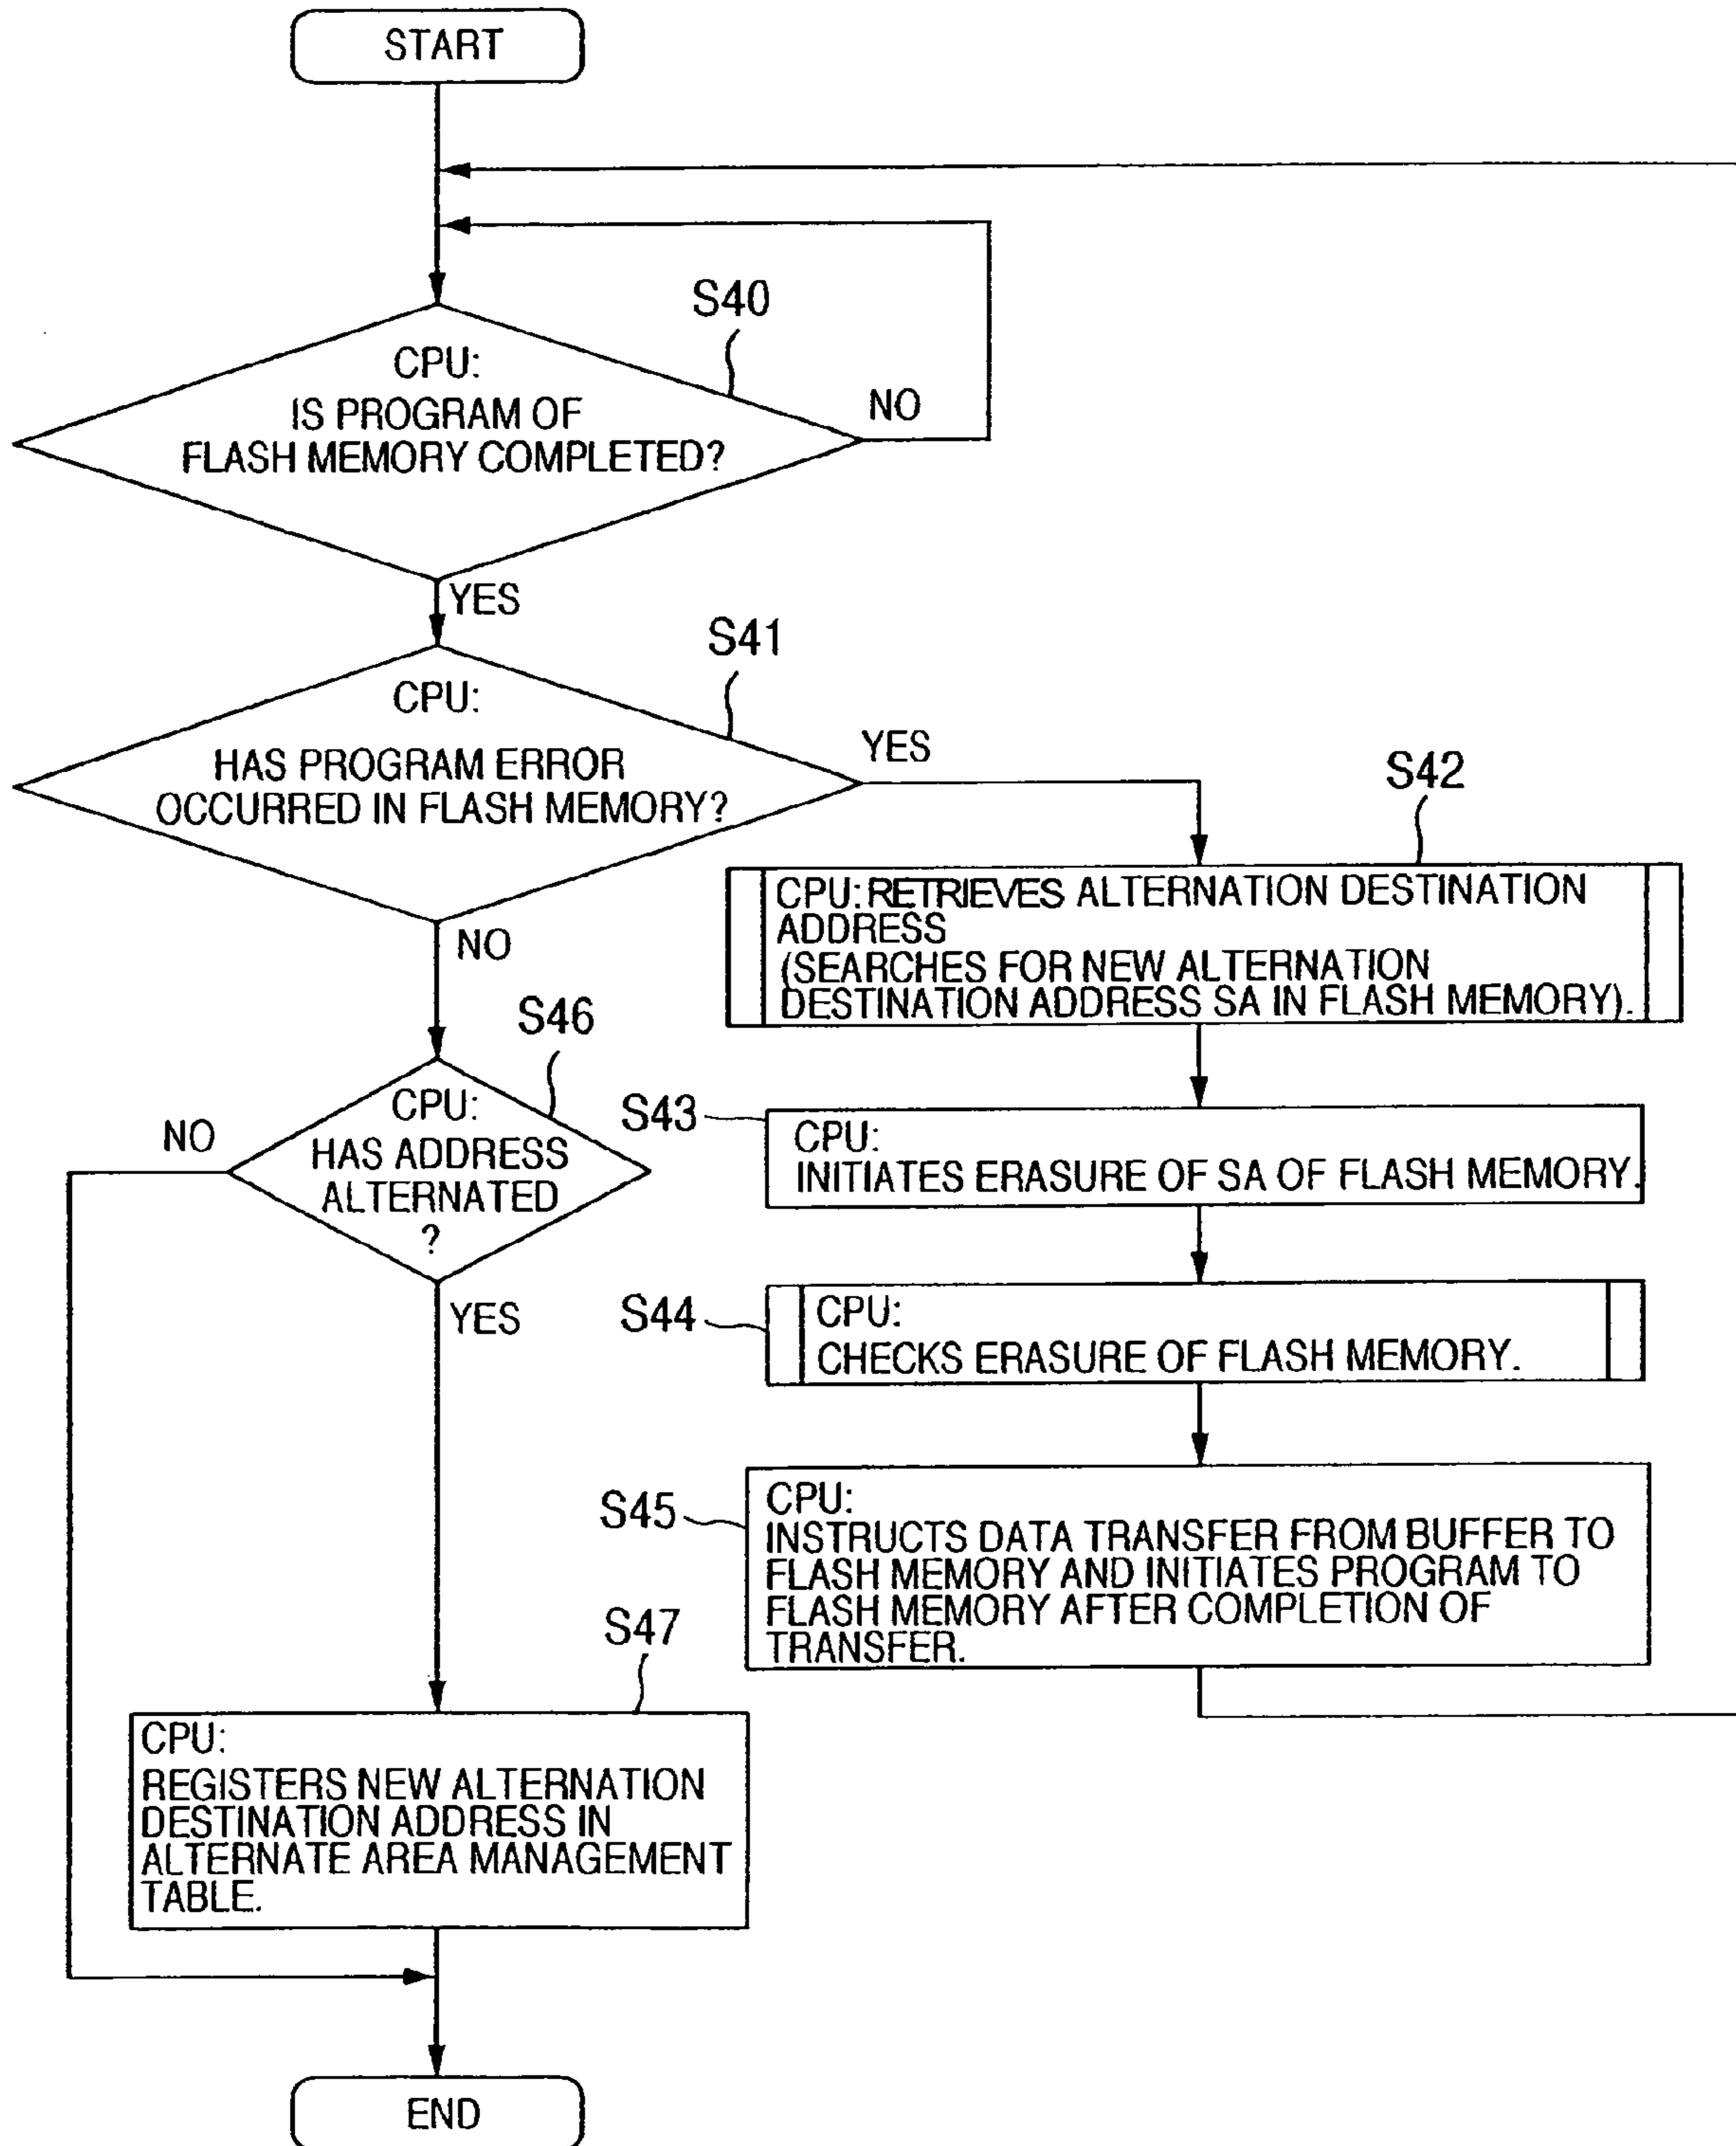 START
S40
CPU:
IS PROGRAM OF
FLASH MEMORY COMPLETED?
NO
YES
S41
CPU:
HAS PROGRAM ERROR
OCCURRED IN FLASH MEMORY?
YES
NO
S42
CPU: RETRIEVES ALTERNATION DESTINATION
ADDRESS
(SEARCHES FOR NEW ALTERNATION
DESTINATION ADDRESS SA IN FLASH MEMORY).
S43
CPU:
INITIATES ERASURE OF SA OF FLASH MEMORY.
S44
CPU:
CHECKS ERASURE OF FLASH MEMORY.
S45
CPU:
INSTRUCTS DATA TRANSFER FROM BUFFER TO
FLASH MEMORY AND INITIATES PROGRAM TO
FLASH MEMORY AFTER COMPLETION OF
TRANSFER.
S46
CPU:
HAS ADDRESS
ALTERNATED
?
NO
YES
S47
CPU:
REGISTERS NEW ALTERNATION
DESTINATION ADDRESS IN
ALTERNATE AREA MANAGEMENT
TABLE.
END